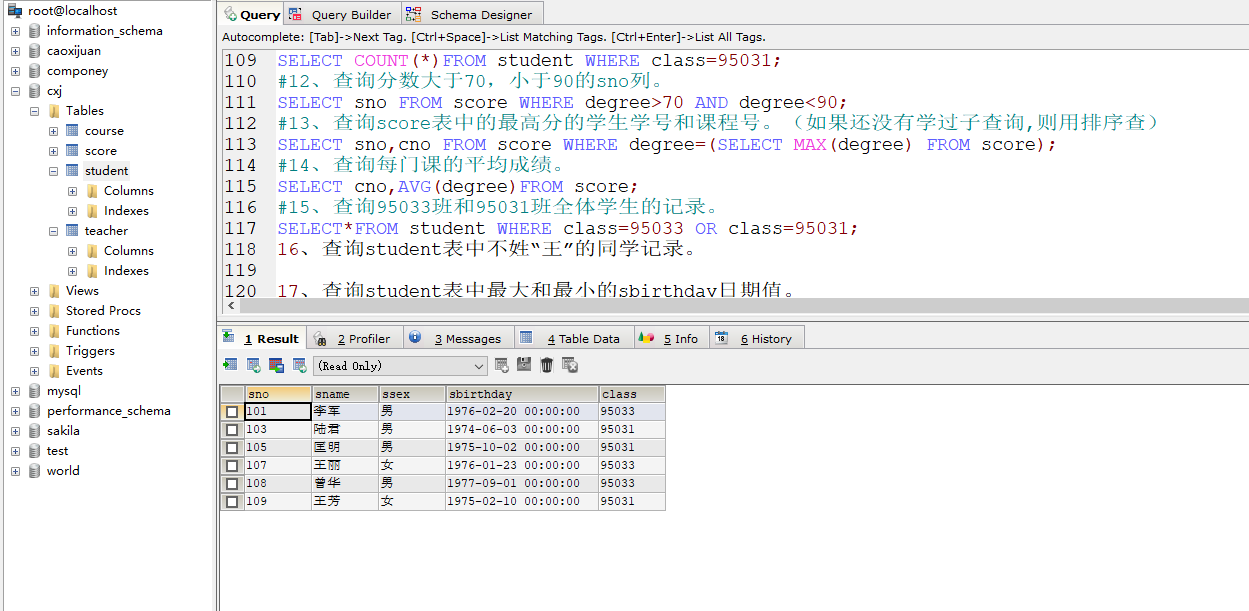 root@localhost
information_schema
caoxijuan
componey
cxj
Tables
course
score
student
Columns
Indexes
teacher
Columns
Indexes
Views
Stored Procs
Functions
Triggers
Events
mysql
performance_schema
sakila
test
world
Query Query Builder Schema Designer
Autocomplete: [Tab]->Next Tag. [Ctrl+Space]->List Matching Tags. [Ctrl+Enter]->List All Tags.
109 SELECT COUNT(*)FROM student WHERE class=95031;
110 #12、查询分数大于70，小于90的sno列。
111 SELECT sno FROM score WHERE degree>70 AND degree<90;
112 #13、查询score表中的最高分的学生学号和课程号。（如果还没有学过子查询,则用排序查）
113 SELECT sno,cno FROM score WHERE degree=(SELECT MAX(degree) FROM score);
114 #14、查询每门课的平均成绩。
115 SELECT cno,AVG(degree)FROM score;
116 #15、查询95033班和95031班全体学生的记录。
117 SELECT*FROM student WHERE class=95033 OR class=95031;
118 16、查询student表中不姓“王”的同学记录。
119
120 17、查询student表中最大和最小的sbirthday日期值。
1 Result 2 Profiler 3 Messages 4 Table Data 5 Info 18 6 History
(Read Only)
sno sname ssex sbirthday class
101 李军 男 1976-02-20 00:00:00 95033
103 陆君 男 1974-06-03 00:00:00 95031
105 匡明 男 1975-10-02 00:00:00 95031
107 王丽 女 1976-01-23 00:00:00 95033
108 曾华 男 1977-09-01 00:00:00 95033
109 王芳 女 1975-02-10 00:00:00 95031